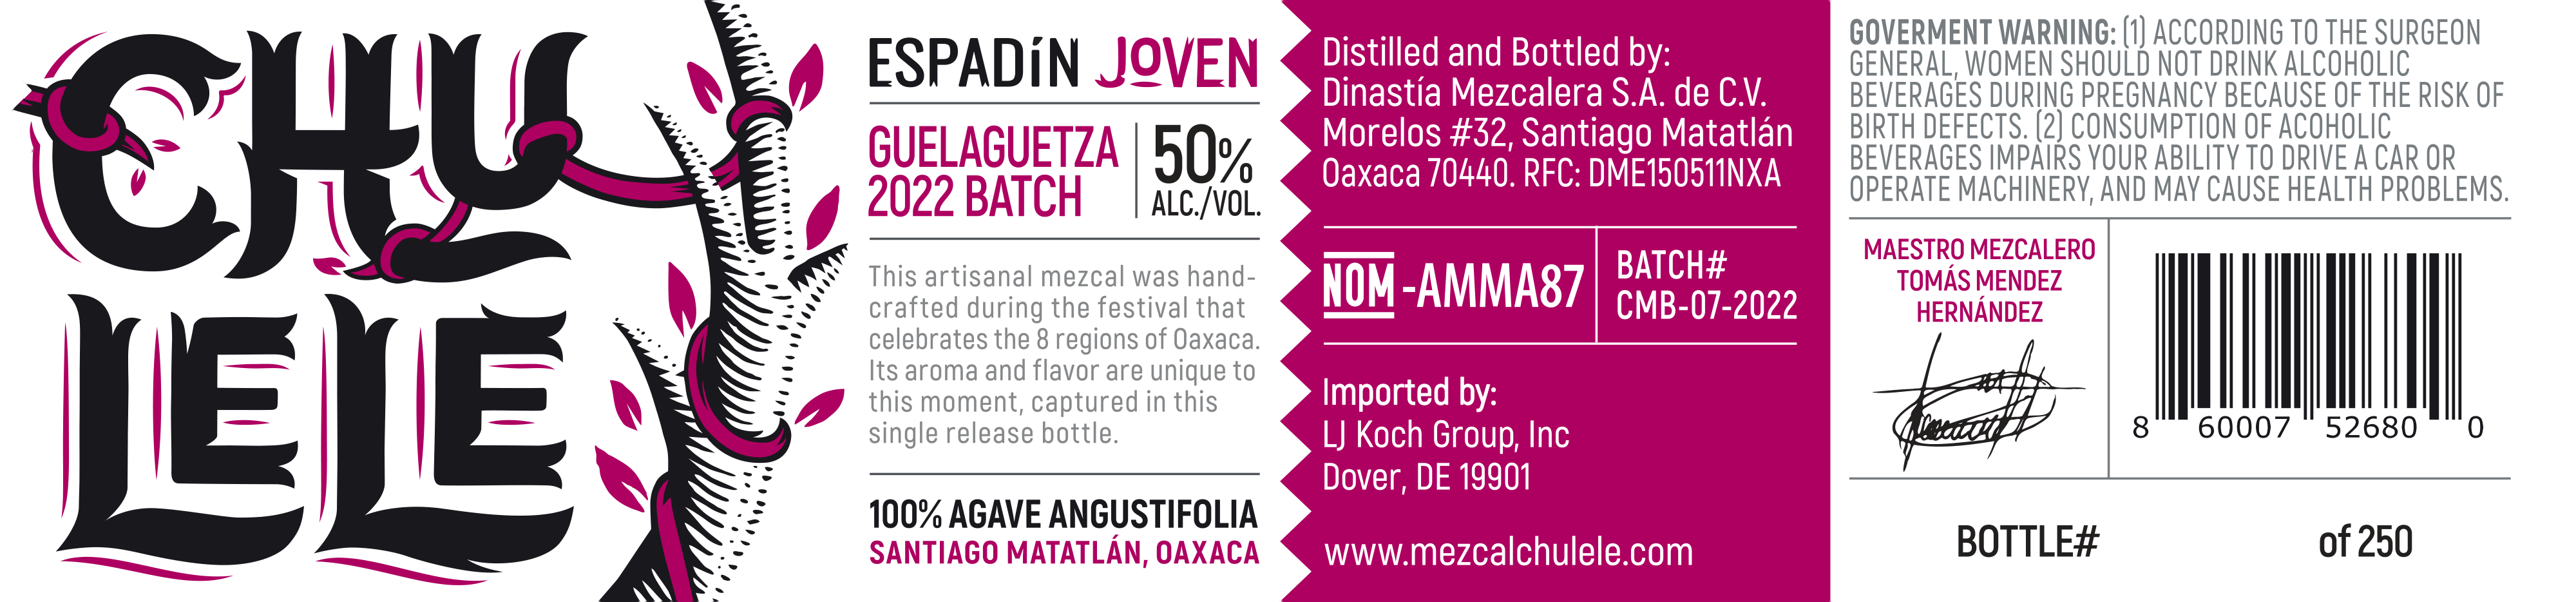 CHU
LELE
ESPADíN JOVEN
GUELAGUETZA
2022 BATCH
50%
ALC./VOL.
This artisanal mezcal was hand-
crafted during the festival that
celebrates the 8 regions of Oaxaca.
Its aroma and flavor are unique to
this moment, captured in this
single release bottle.
100% AGAVE ANGUSTIFOLIA
SANTIAGO MATATLÁN, OAXACA
Distilled and Bottled by:
Dinastía Mezcalera S.A. de C.V.
Morelos #32, Santiago Matatlán
Oaxaca 70440. RFC: DME150511NXA
NOM-AMMA87
BATCH#
CMB-07-2022
Imported by:
LJ Koch Group, Inc
Dover, DE 19901
www.mezcalchulele.com
GOVERMENT WARNING: (1) ACCORDING TO THE SURGEON
GENERAL, WOMEN SHOULD NOT DRINK ALCOHOLIC
BEVERAGES DURING PREGNANCY BECAUSE OF THE RISK OF
BIRTH DEFECTS. (2) CONSUMPTION OF ACOHOLIC
BEVERAGES IMPAIRS YOUR ABILITY TO DRIVE A CAR OR
OPERATE MACHINERY, AND MAY CAUSE HEALTH PROBLEMS.
MAESTRO MEZCALERO
TOMÁS MENDEZ
HERNÁNDEZ
8 60007 52680 0
BOTTLE# of 250